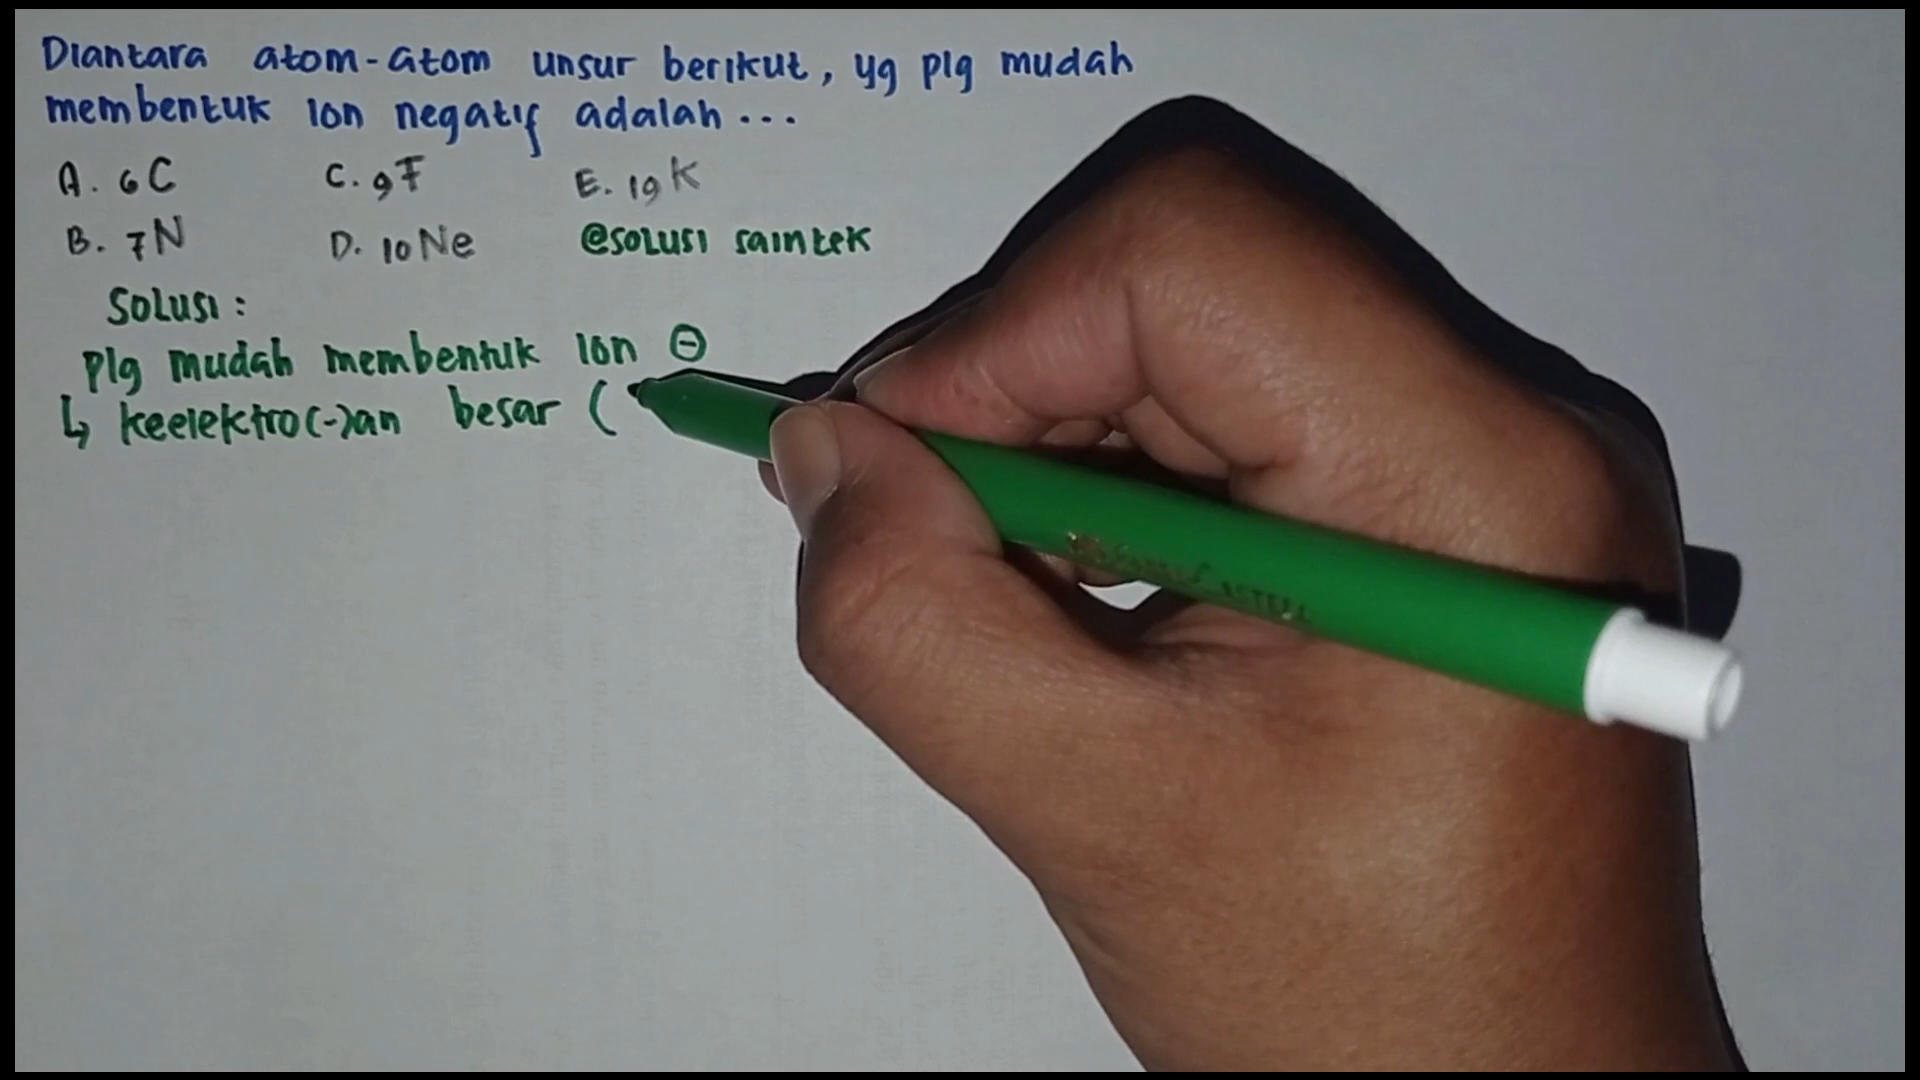 Diantara atom-atom unsur berikut, yg plg mudah
membentuk ion negatif adalah...
A. 6C C. 9F E. 19K
B. 7N D. 10Ne @solusi saintek
Solusi:
plg mudah membentuk ion ⊖
↳ keelektro(-)an besar (